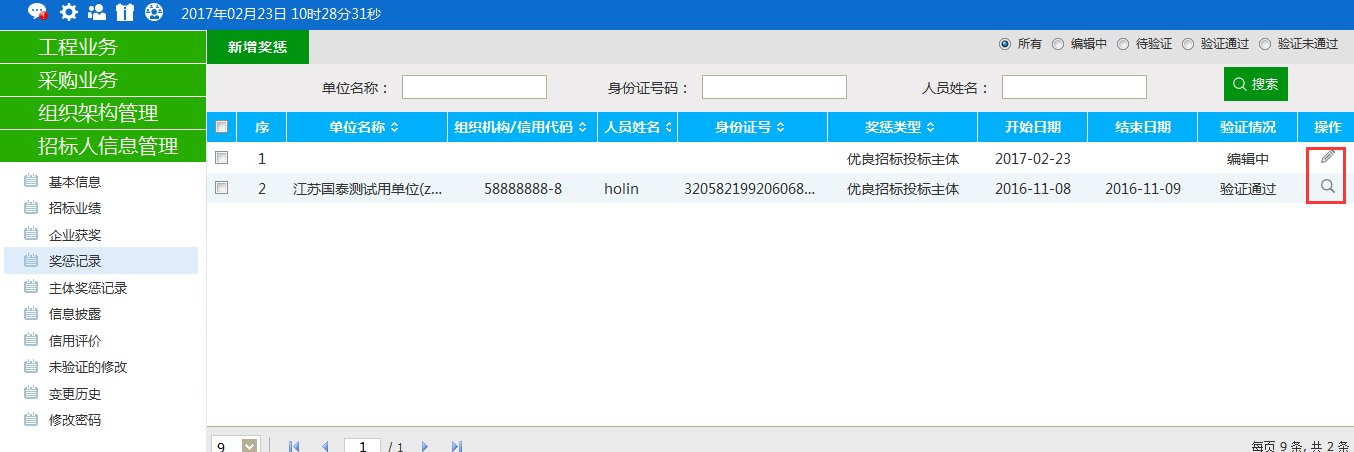 2017年02月23日 10时28分31秒
工程业务
采购业务
组织架构管理
招标人信息管理
基本信息
招标业绩
企业获奖
奖惩记录
主体奖惩记录
信息披露
信用评价
未验证的修改
变更历史
修改密码
新增奖惩
所有 编辑中 待验证 验证通过 验证未通过
单位名称： 身份证号码： 人员姓名： 搜索
序 单位名称 组织机构/信用代码 人员姓名 身份证号 奖惩类型 开始日期 结束日期 验证情况 操作
1 优良招标投标主体 2017-02-23 编辑中
2 江苏国泰测试用单位(z... 58888888-8 holin 320582199206068... 优良招标投标主体 2016-11-08 2016-11-09 验证通过
9 1 / 1 每页 9 条, 共 2 条